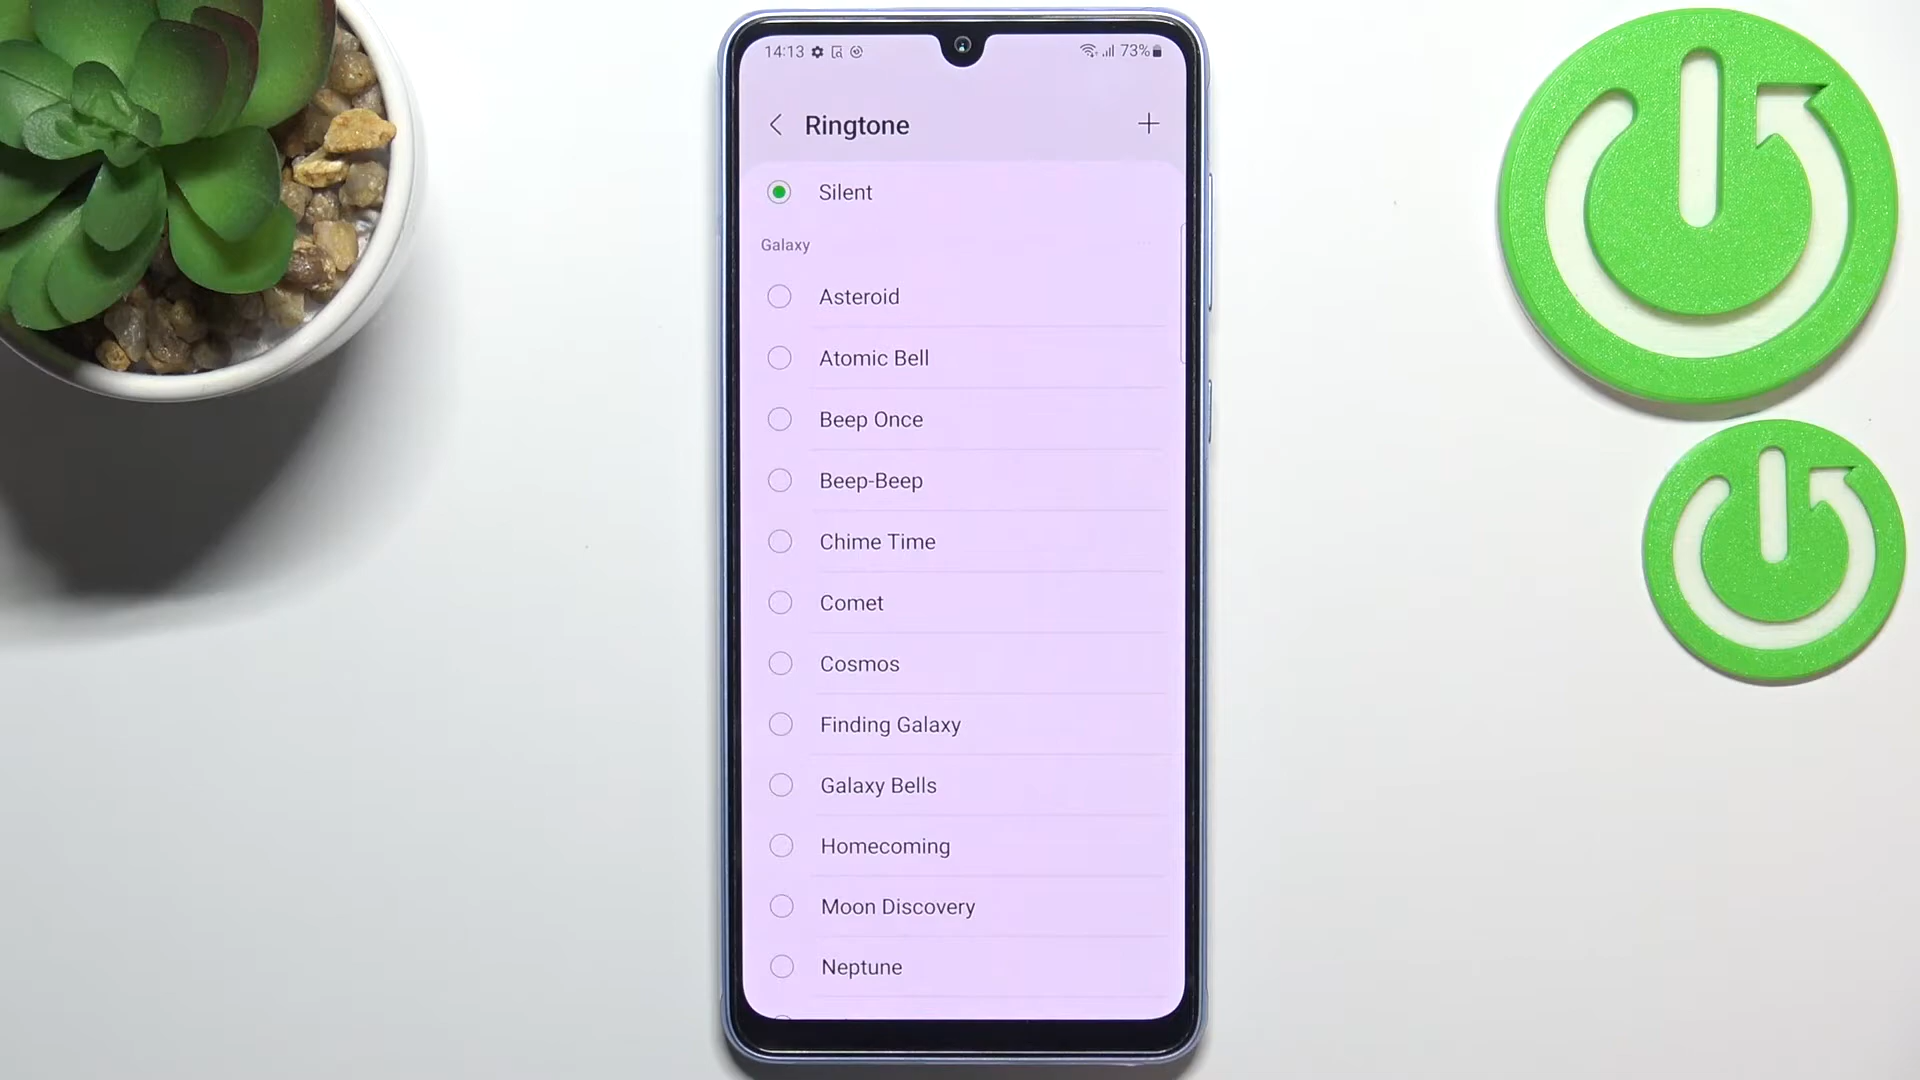 14:13 73%
Ringtone
Silent
Galaxy
Asteroid
Atomic Bell
Beep Once
Beep-Beep
Chime Time
Comet
Cosmos
Finding Galaxy
Galaxy Bells
Homecoming
Moon Discovery
Neptune